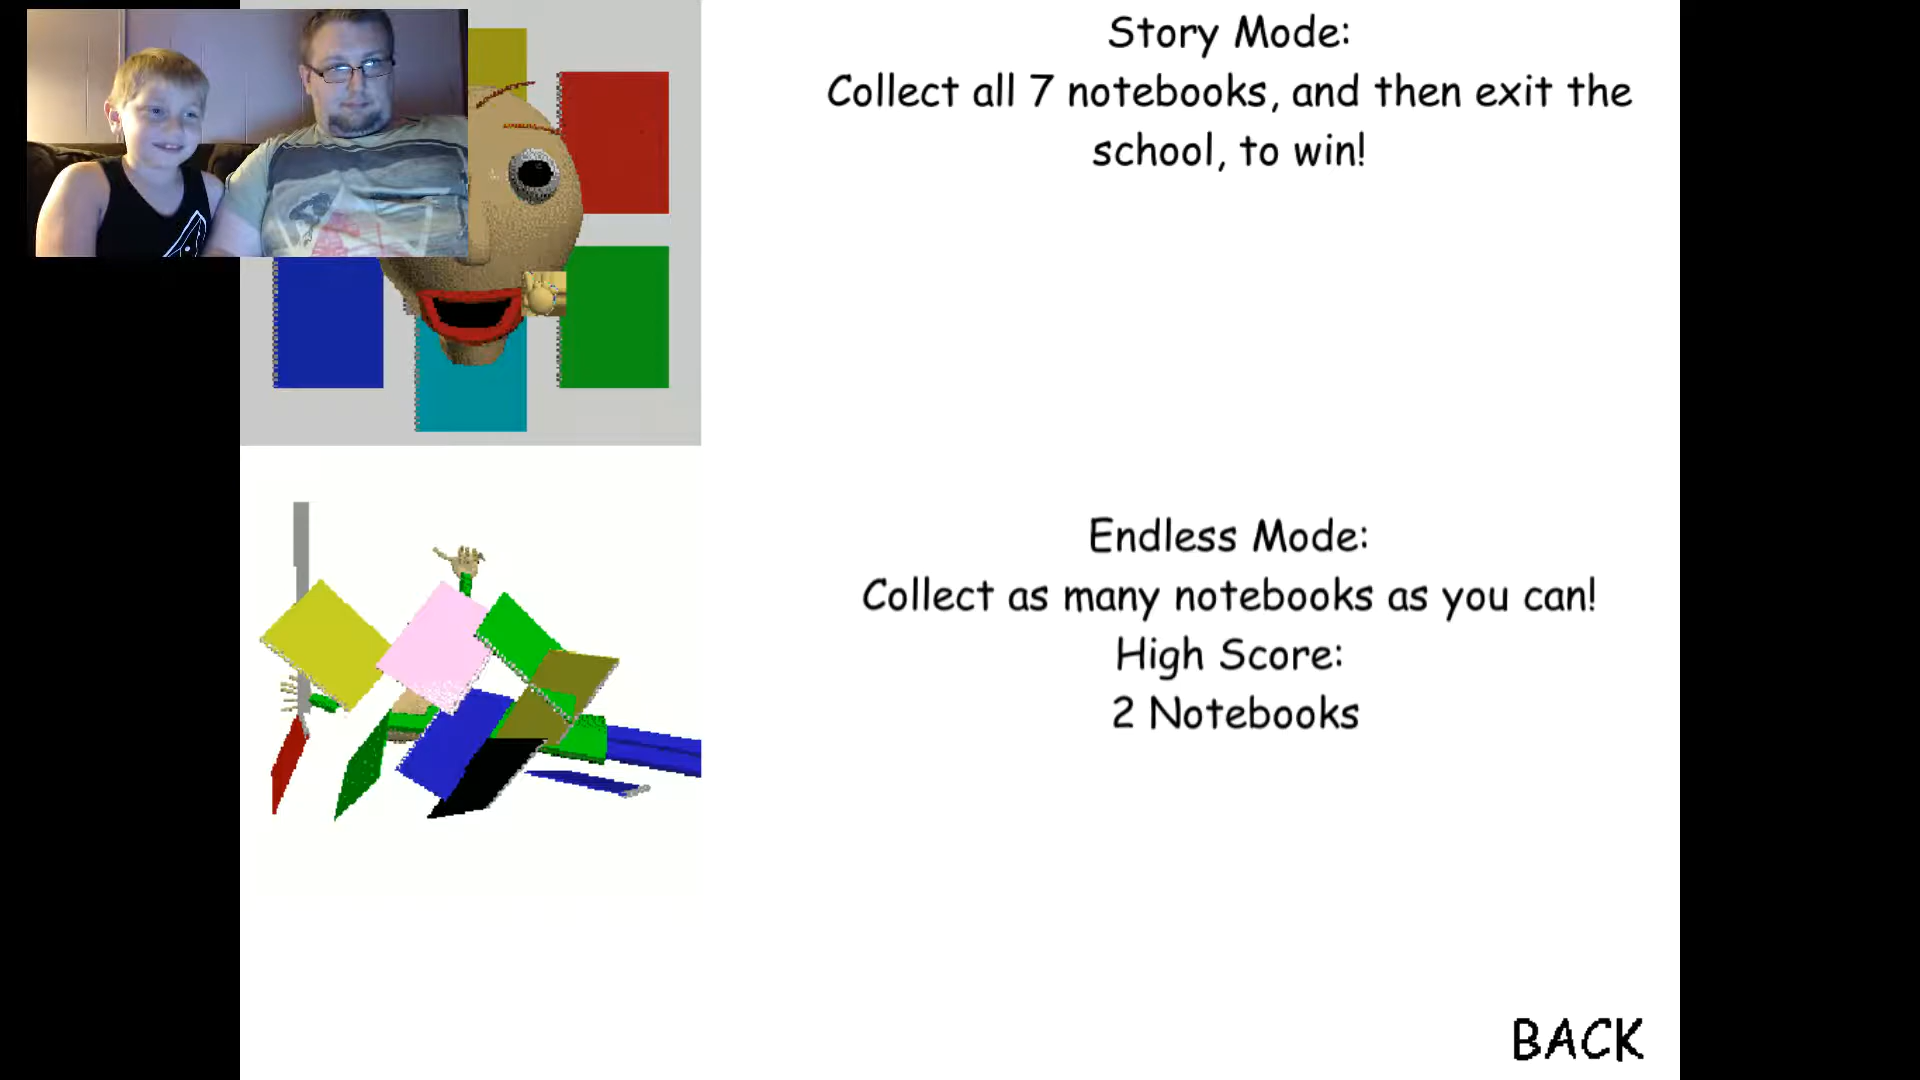 Story Mode:
Collect all 7 notebooks, and then exit the
school, to win!
Endless Mode:
Collect as many notebooks as you can!
High Score:
2 Notebooks
BACK